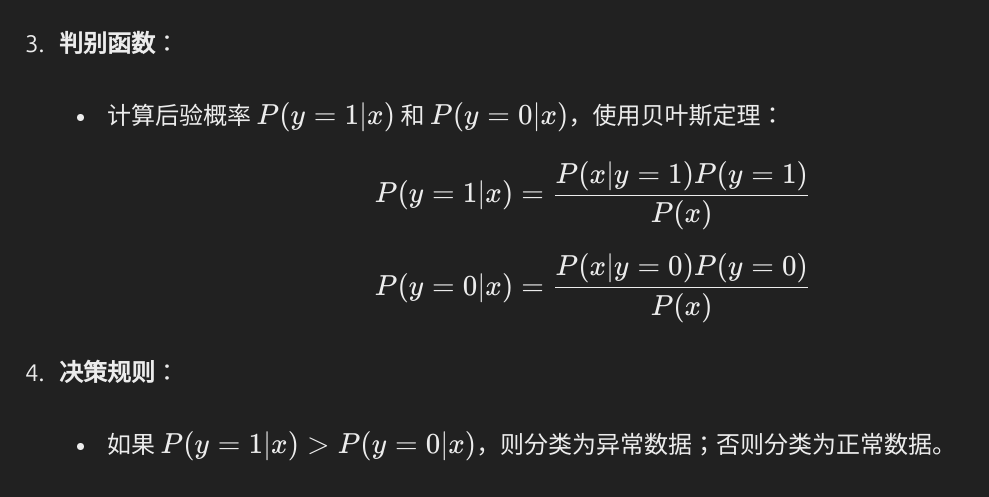 3. 判别函数：
• 计算后验概率 P(y = 1|x) 和 P(y = 0|x)，使用贝叶斯定理：
P(y = 1|x) = \frac{P(x|y = 1)P(y = 1)}{P(x)}
P(y = 0|x) = \frac{P(x|y = 0)P(y = 0)}{P(x)}
4. 决策规则：
• 如果 P(y = 1|x) > P(y = 0|x)，则分类为异常数据；否则分类为正常数据。